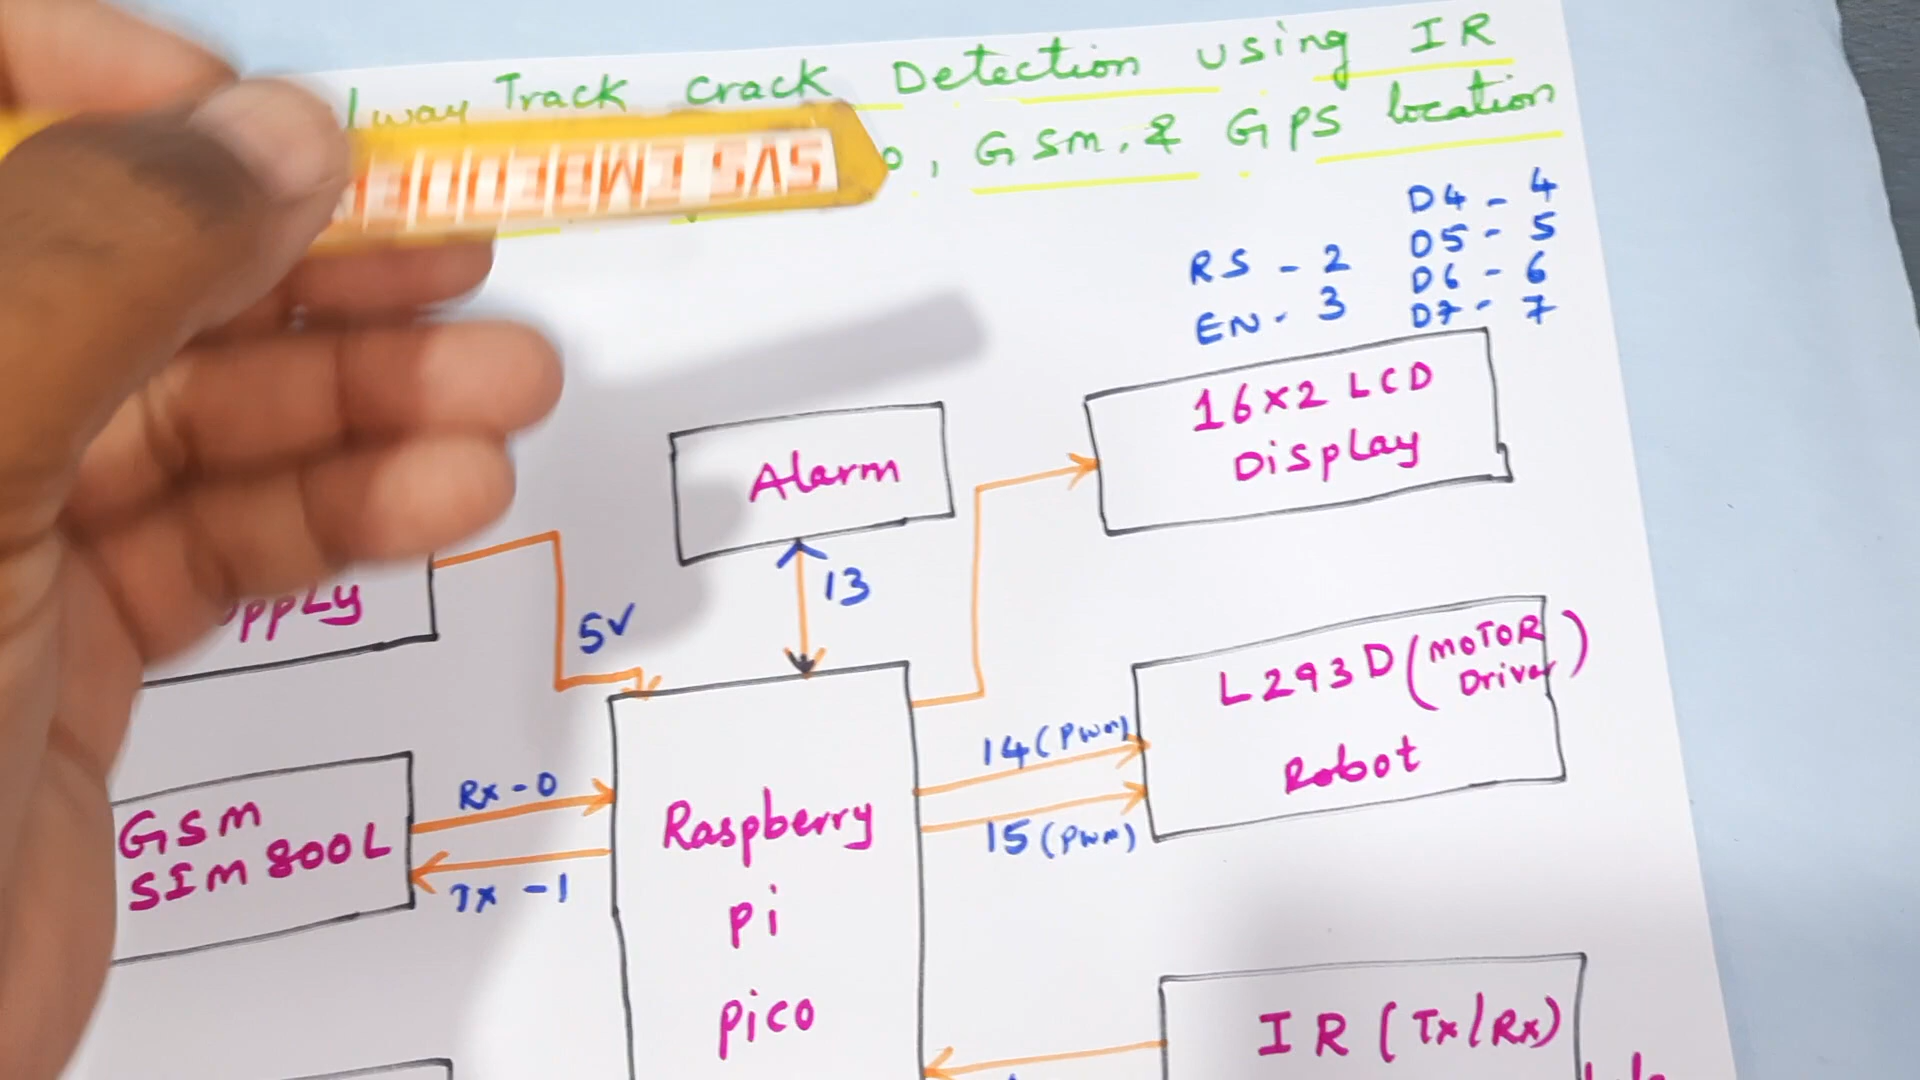 Track Crack Detection using IR
, GSM, & GPS location
SVS
D4 - 4
D5 - 5
RS - 2
D6 - 6
EN - 3
D7 - 7
16x2 LCD
Display
Alarm
13
5V
L293D (MOTOR
Driver)
Robot
14 (PWM)
15 (PWM)
GSM
SIM 800L
Rx - 0
Tx - 1
Raspberry
Pi
Pico
IR (Tx/Rx)